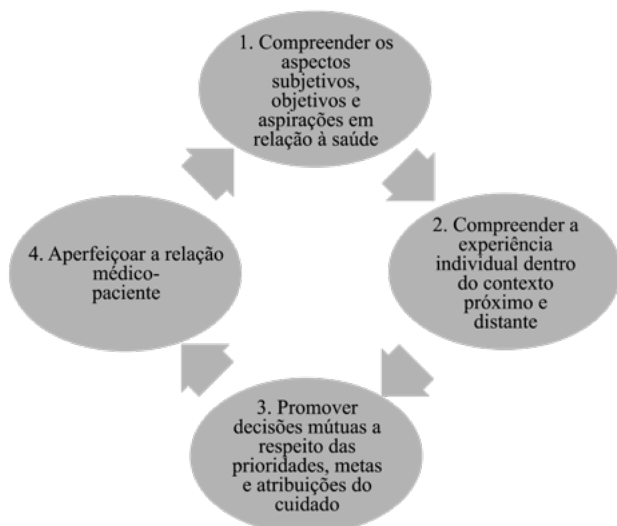 1. Compreender os
aspectos
subjetivos,
objetivos e
aspirações em
relação à saúde
2. Compreender a
experiência
individual dentro
do contexto
próximo e
distante
3. Promover
decisões mútuas a
respeito das
prioridades, metas
e atribuições do
cuidado
4. Aperfeiçoar a relação
médico-
paciente